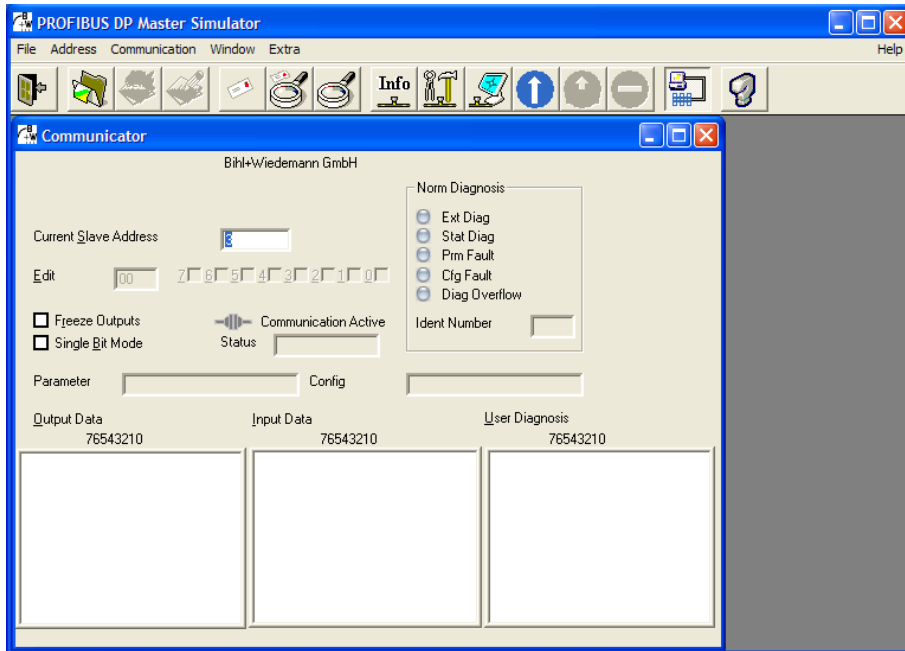 PROFIBUS DP Master Simulator
File Address Communication Window Extra Help
Info
Communicator
Bihl+Wiedemann GmbH
Norm Diagnosis
Ext Diag
Current Slave Address 3
Stat Diag
Prm Fault
Edit 00 7 6 5 4 3 2 1 0
Cfg Fault
Diag Overflow
Freeze Outputs Communication Active Ident Number
Single Bit Mode Status
Parameter Config
Output Data Input Data User Diagnosis
76543210 76543210 76543210